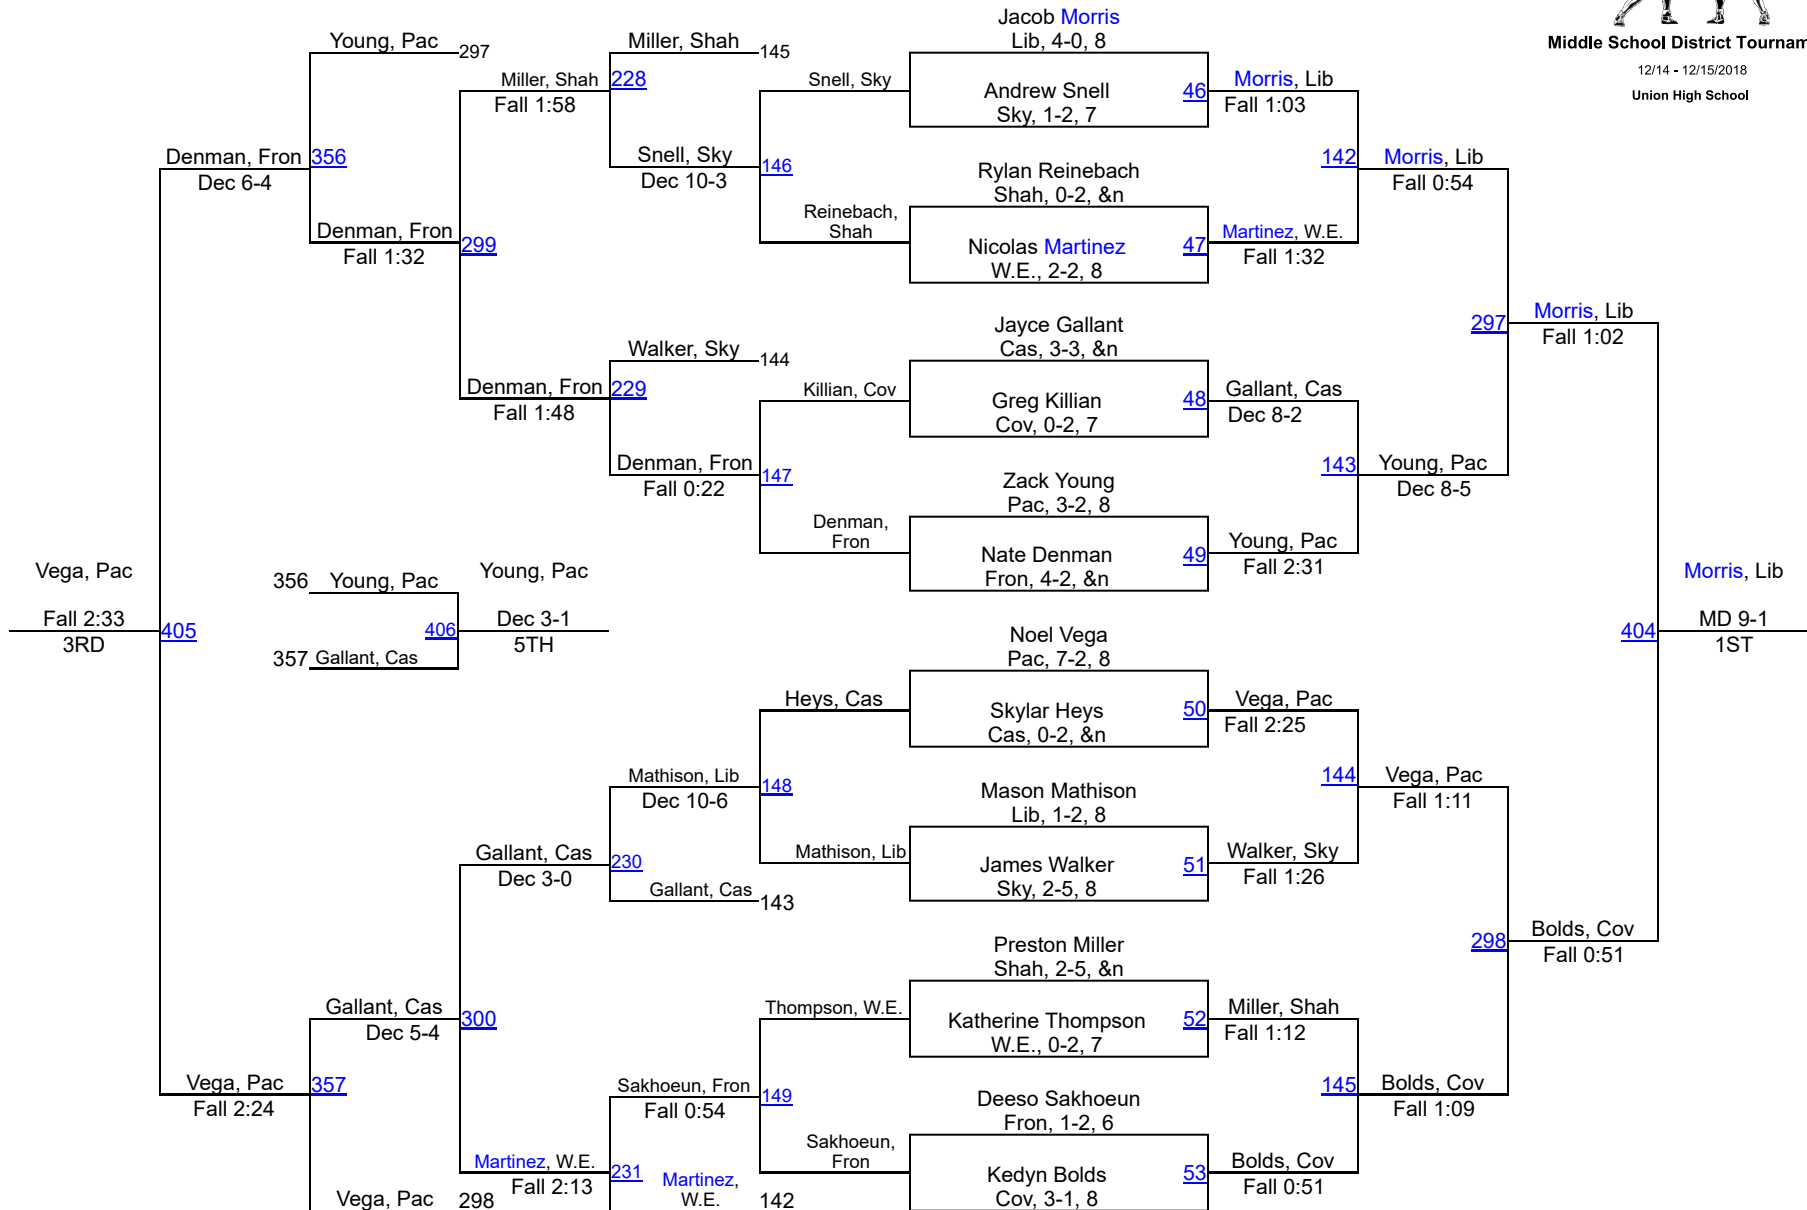 Jacob Morris
Lib, 4-0, 8
Middle School District Tournam
12/14 - 12/15/2018
Union High School
Young, Pac
297
Miller, Shah
145
Miller, Shah
228
Fall 1:58
Snell, Sky
Andrew Snell
Sky, 1-2, 7
46
Morris, Lib
Fall 1:03
Denman, Fron
356
Dec 6-4
Snell, Sky
Dec 10-3
146
Rylan Reinebach
Shah, 0-2, &n
142
Morris, Lib
Fall 0:54
Denman, Fron
Fall 1:32
299
Reinebach,
Shah
Nicolas Martinez
W.E., 2-2, 8
47
Martinez, W.E.
Fall 1:32
Jayce Gallant
Cas, 3-3, &n
297
Morris, Lib
Fall 1:02
Walker, Sky
144
Denman, Fron
229
Fall 1:48
Killian, Cov
Greg Killian
Cov, 0-2, 7
48
Gallant, Cas
Dec 8-2
Denman, Fron
Fall 0:22
147
Zack Young
Pac, 3-2, 8
143
Young, Pac
Dec 8-5
Denman,
Fron
Nate Denman
Fron, 4-2, &n
49
Young, Pac
Fall 2:31
Vega, Pac
Fall 2:33
3RD
405
356
Young, Pac
357
Gallant, Cas
406
Young, Pac
Dec 3-1
5TH
Noel Vega
Pac, 7-2, 8
404
Morris, Lib
MD 9-1
1ST
Heys, Cas
Skylar Heys
Cas, 0-2, &n
50
Vega, Pac
Fall 2:25
Mathison, Lib
Dec 10-6
148
Mason Mathison
Lib, 1-2, 8
144
Vega, Pac
Fall 1:11
Gallant, Cas
Dec 3-0
230
Mathison, Lib
James Walker
Sky, 2-5, 8
51
Walker, Sky
Fall 1:26
Gallant, Cas
143
Preston Miller
Shah, 2-5, &n
298
Bolds, Cov
Fall 0:51
Gallant, Cas
Dec 5-4
300
Thompson, W.E.
Katherine Thompson
W.E., 0-2, 7
52
Miller, Shah
Fall 1:12
Vega, Pac
Fall 2:24
357
Sakhoeun, Fron
Fall 0:54
149
Deeso Sakhoeun
Fron, 1-2, 6
145
Bolds, Cov
Fall 1:09
Martinez, W.E.
Fall 2:13
231
Sakhoeun,
Fron
Kedyn Bolds
Cov, 3-1, 8
53
Bolds, Cov
Fall 0:51
Vega, Pac
298
Martinez,
W.E.
142